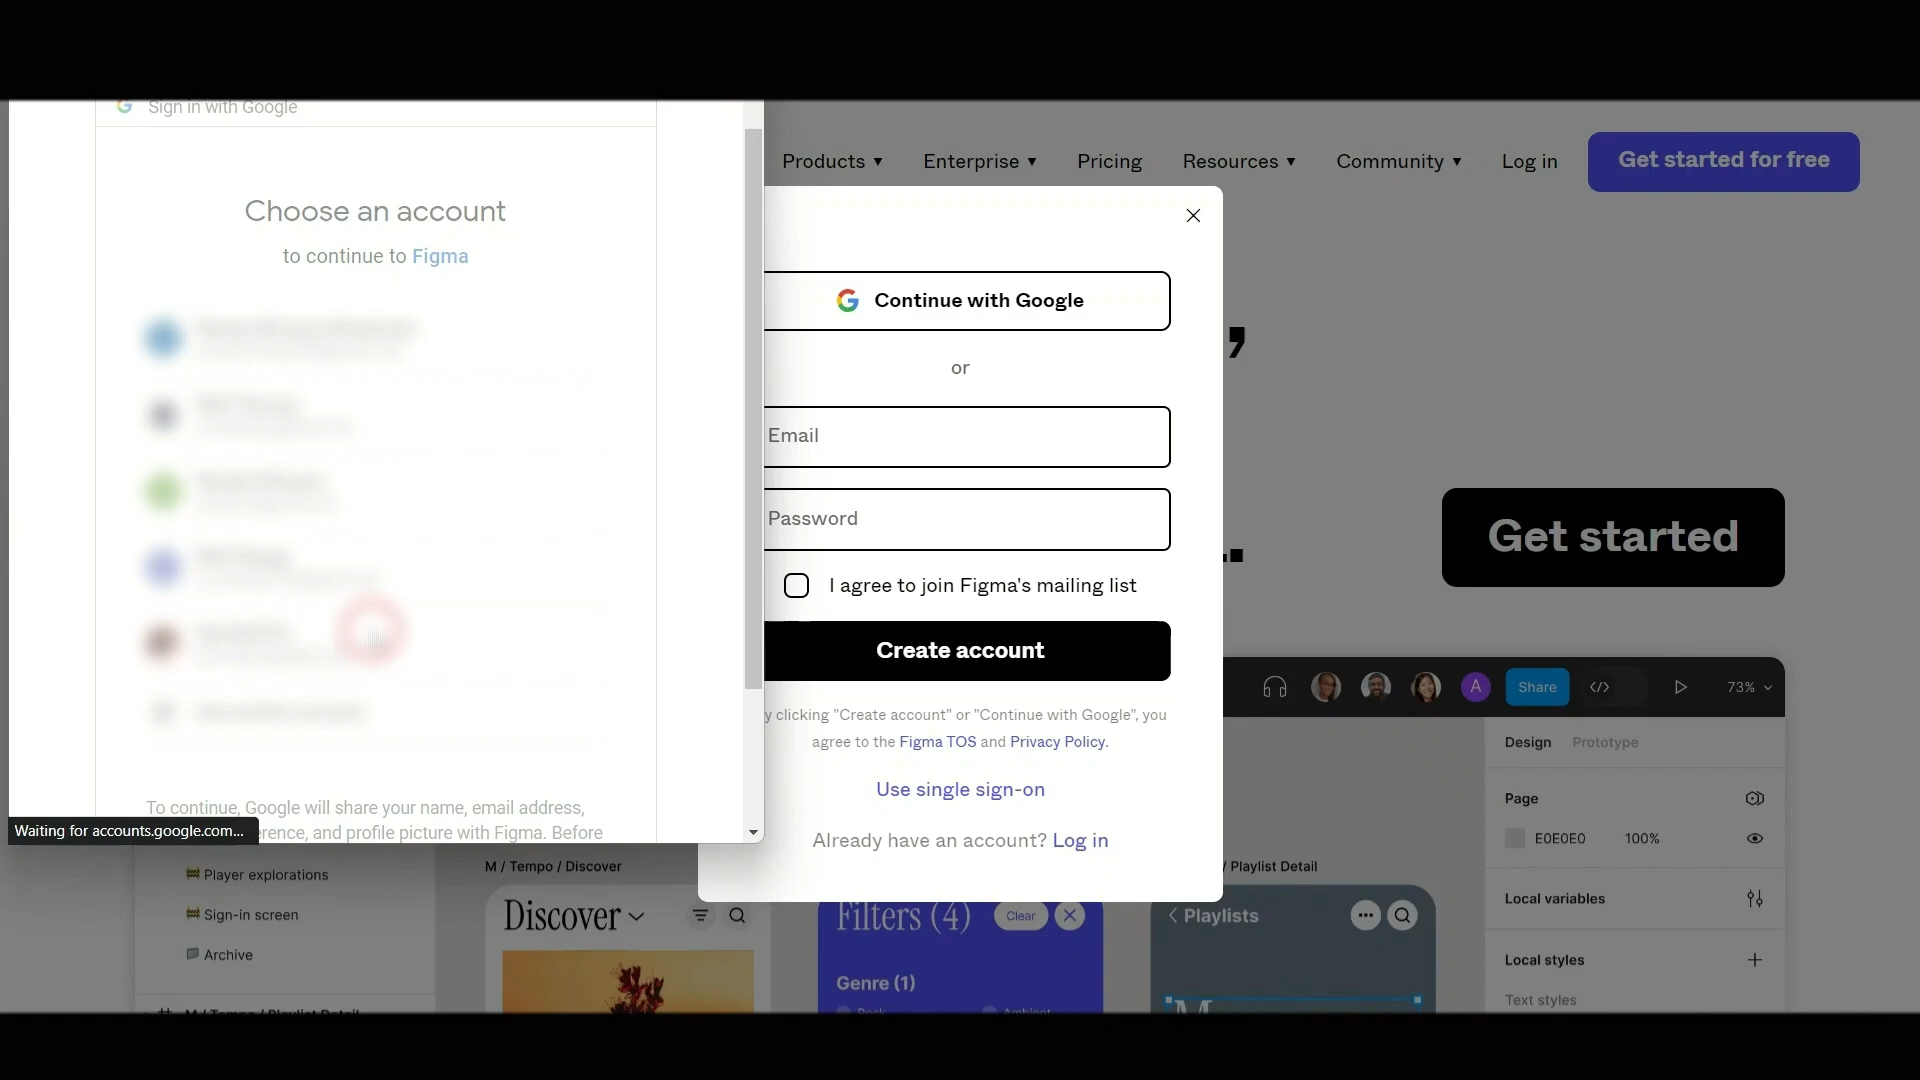 Sign in with Google
Choose an account
to continue to Figma
To continue, Google will share your name, email address,
erence, and profile picture with Figma. Before
Waiting for accounts.google.com...
Products ▼
Enterprise ▼
Pricing
Resources ▼
Community ▼
Log in
Get started for free
Continue with Google
or
Email
Password
I agree to join Figma's mailing list
Create account
y clicking "Create account" or "Continue with Google", you
agree to the Figma TOS and Privacy Policy.
Use single sign-on
Already have an account? Log in
,
.
Get started
A
Share
</>
73%
Design
Prototype
Page
E0E0E0
100%
Local variables
Local styles
Text styles
Player explorations
Sign-in screen
Archive
M / Tempo / Playlist Detail
M / Tempo / Discover
Discover
Filters (4)
Clear
Genre (1)
Rock
Ambient
/ Playlist Detail
Playlists